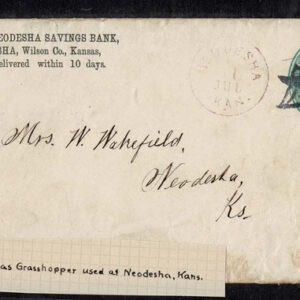 NEODESHA SAVINGS BANK,
SHA, Wilson Co., Kansas,
elivered within 10 days.
NEODESHA
JUL
KAN.
Mrs. W. Wakefield,
Neodesha,
Ks.
as Grasshopper used at Neodesha, Kans.